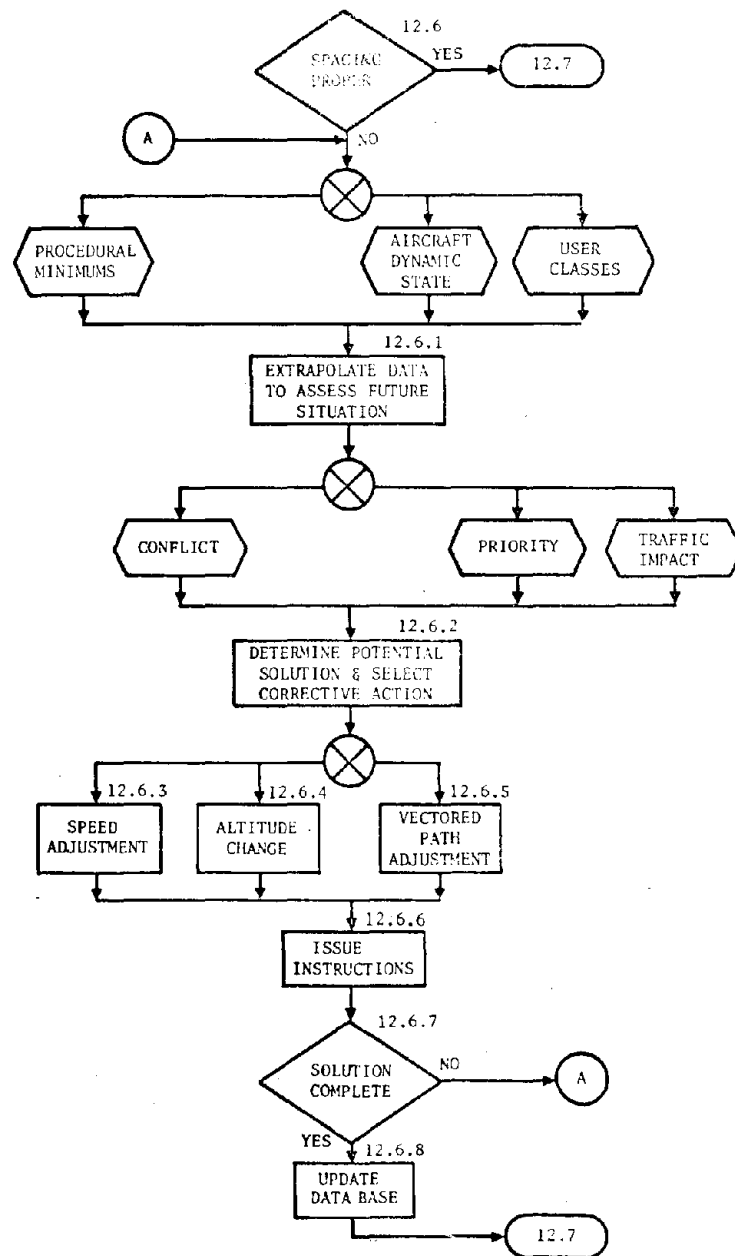 12.6
SPACING
PROPER
YES
12.7
A
NO
PROCEDURAL
MINIMUMS
AIRCRAFT
DYNAMIC
STATE
USER
CLASSES
12.6.1
EXTRAPOLATE DATA
TO ASSESS FUTURE
SITUATION
CONFLICT
PRIORITY
TRAFFIC
IMPACT
12.6.2
DETERMINE POTENTIAL
SOLUTION & SELECT
CORRECTIVE ACTION
12.6.3
SPEED
ADJUSTMENT
12.6.4
ALTITUDE
CHANGE
12.6.5
VECTORED
PATH
ADJUSTMENT
12.6.6
ISSUE
INSTRUCTIONS
12.6.7
SOLUTION
COMPLETE
NO
A
YES
12.6.8
UPDATE
DATA BASE
12.7